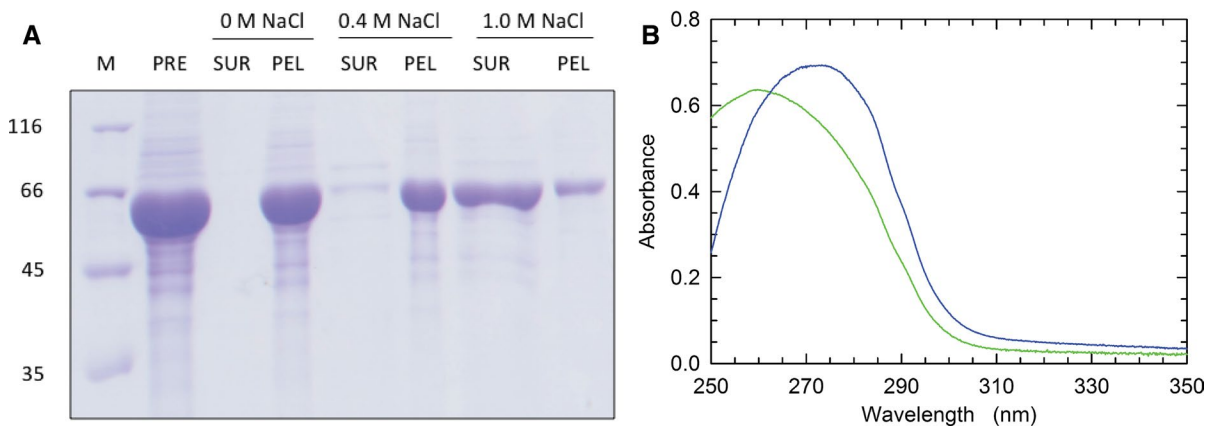 A
0 M NaCl 0.4 M NaCl 1.0 M NaCl
M PRE SUR PEL SUR PEL SUR PEL
116
66
45
35
B
0.8
0.6
0.4
0.2
0.0
Absorbance
250 270 290 310 330 350
Wavelength (nm)